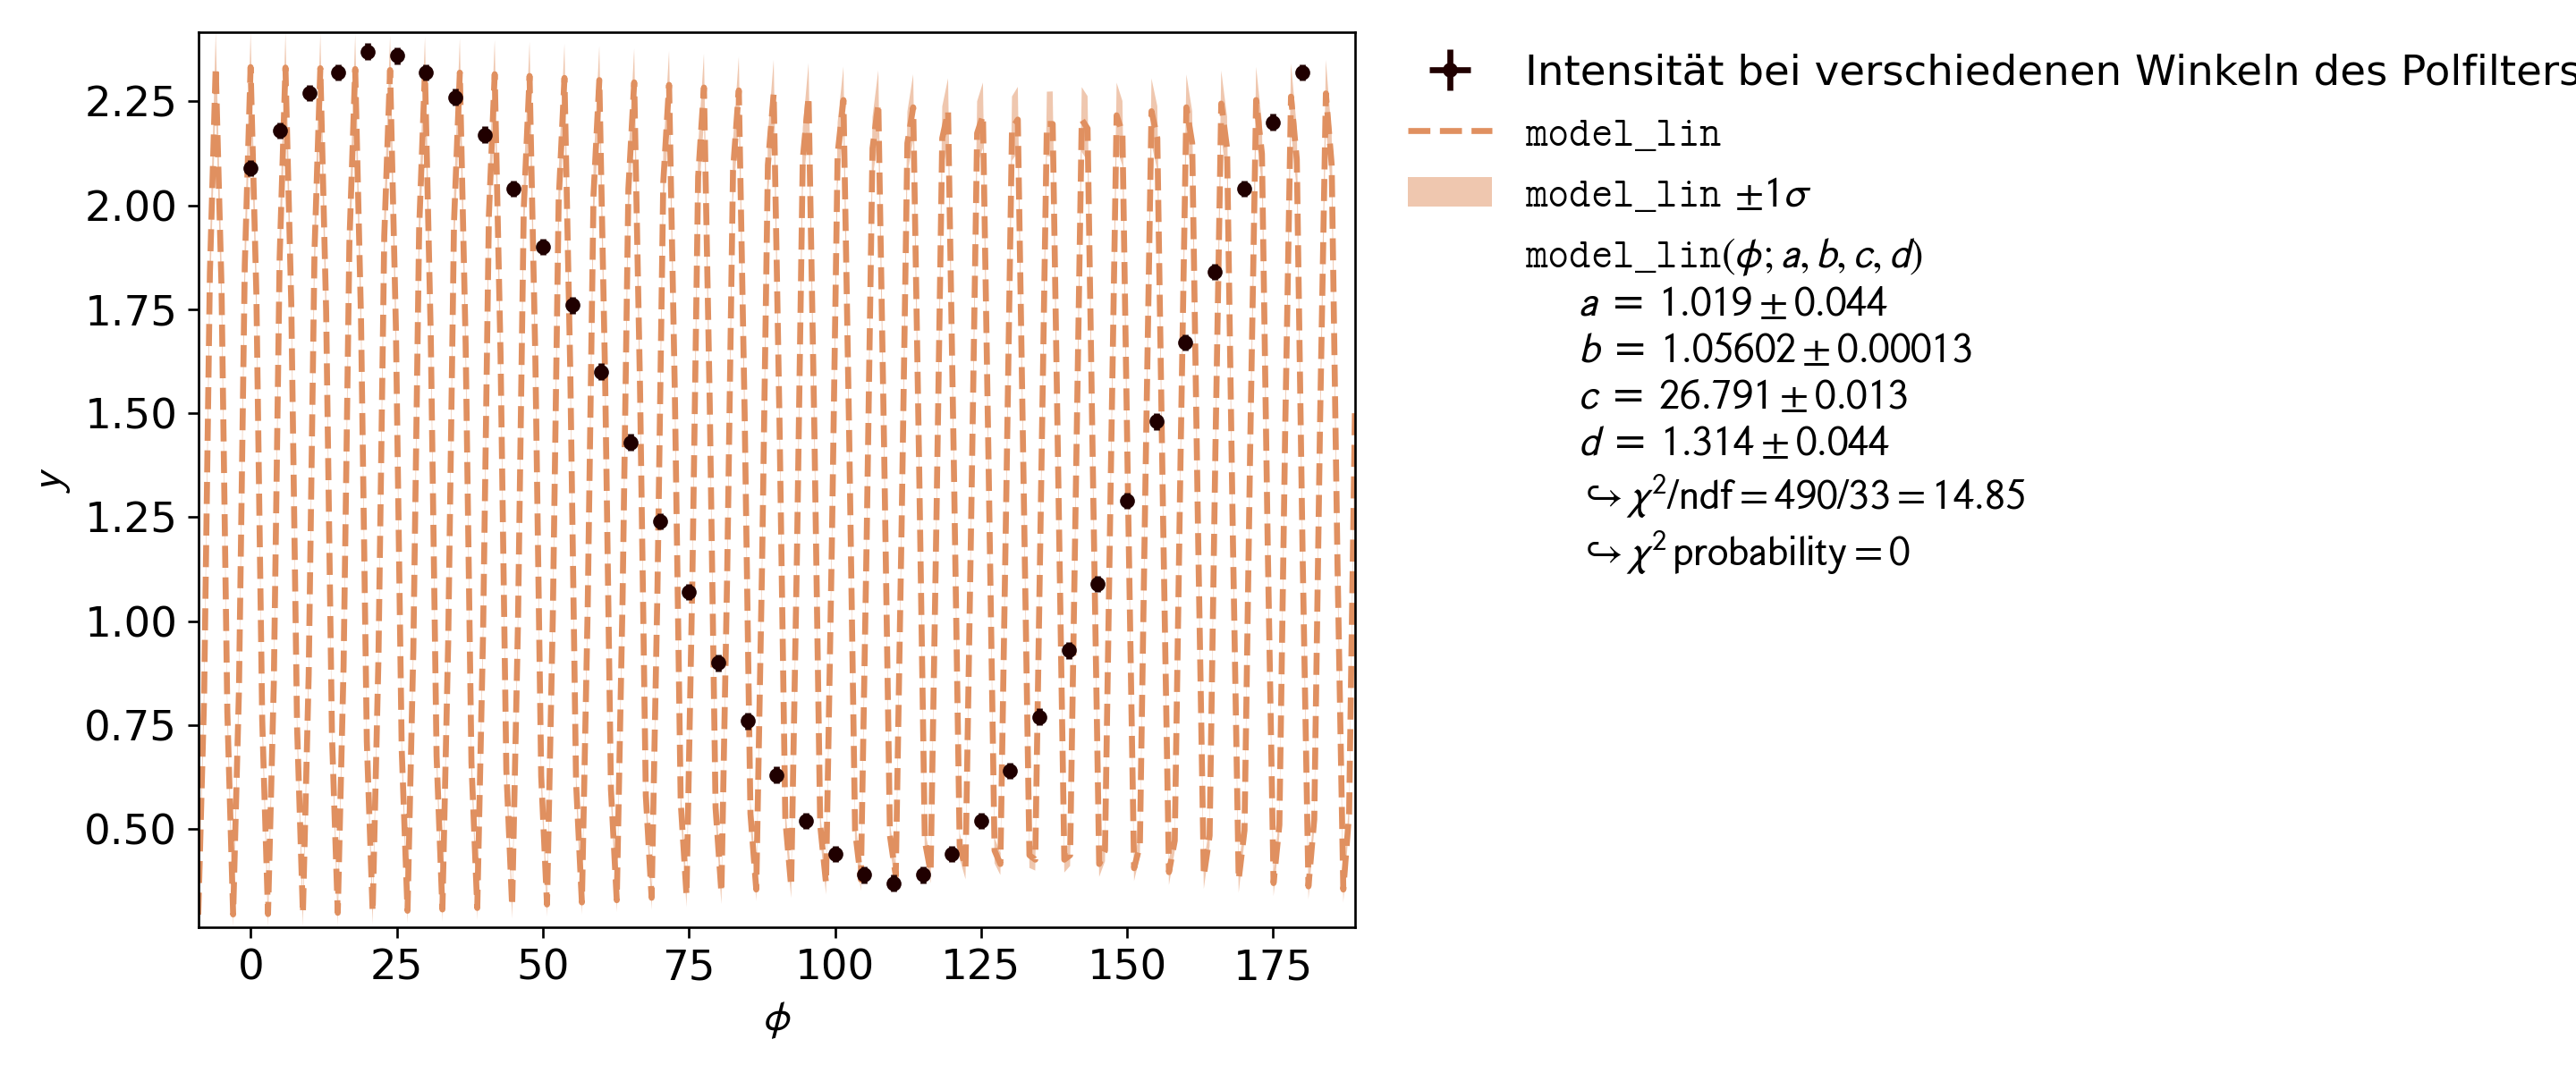 2.25
2.00
1.75
1.50
1.25
1.00
0.75
0.50
y
0 25 50 75 100 125 150 175
ϕ
Intensität bei verschiedenen Winkeln des Polfilters
model_lin
model_lin ±1σ
model_lin(ϕ; a, b, c, d)
a = 1.019 ± 0.044
b = 1.05602 ± 0.00013
c = 26.791 ± 0.013
d = 1.314 ± 0.044
↪ χ²/ndf = 490/33 = 14.85
↪ χ² probability = 0